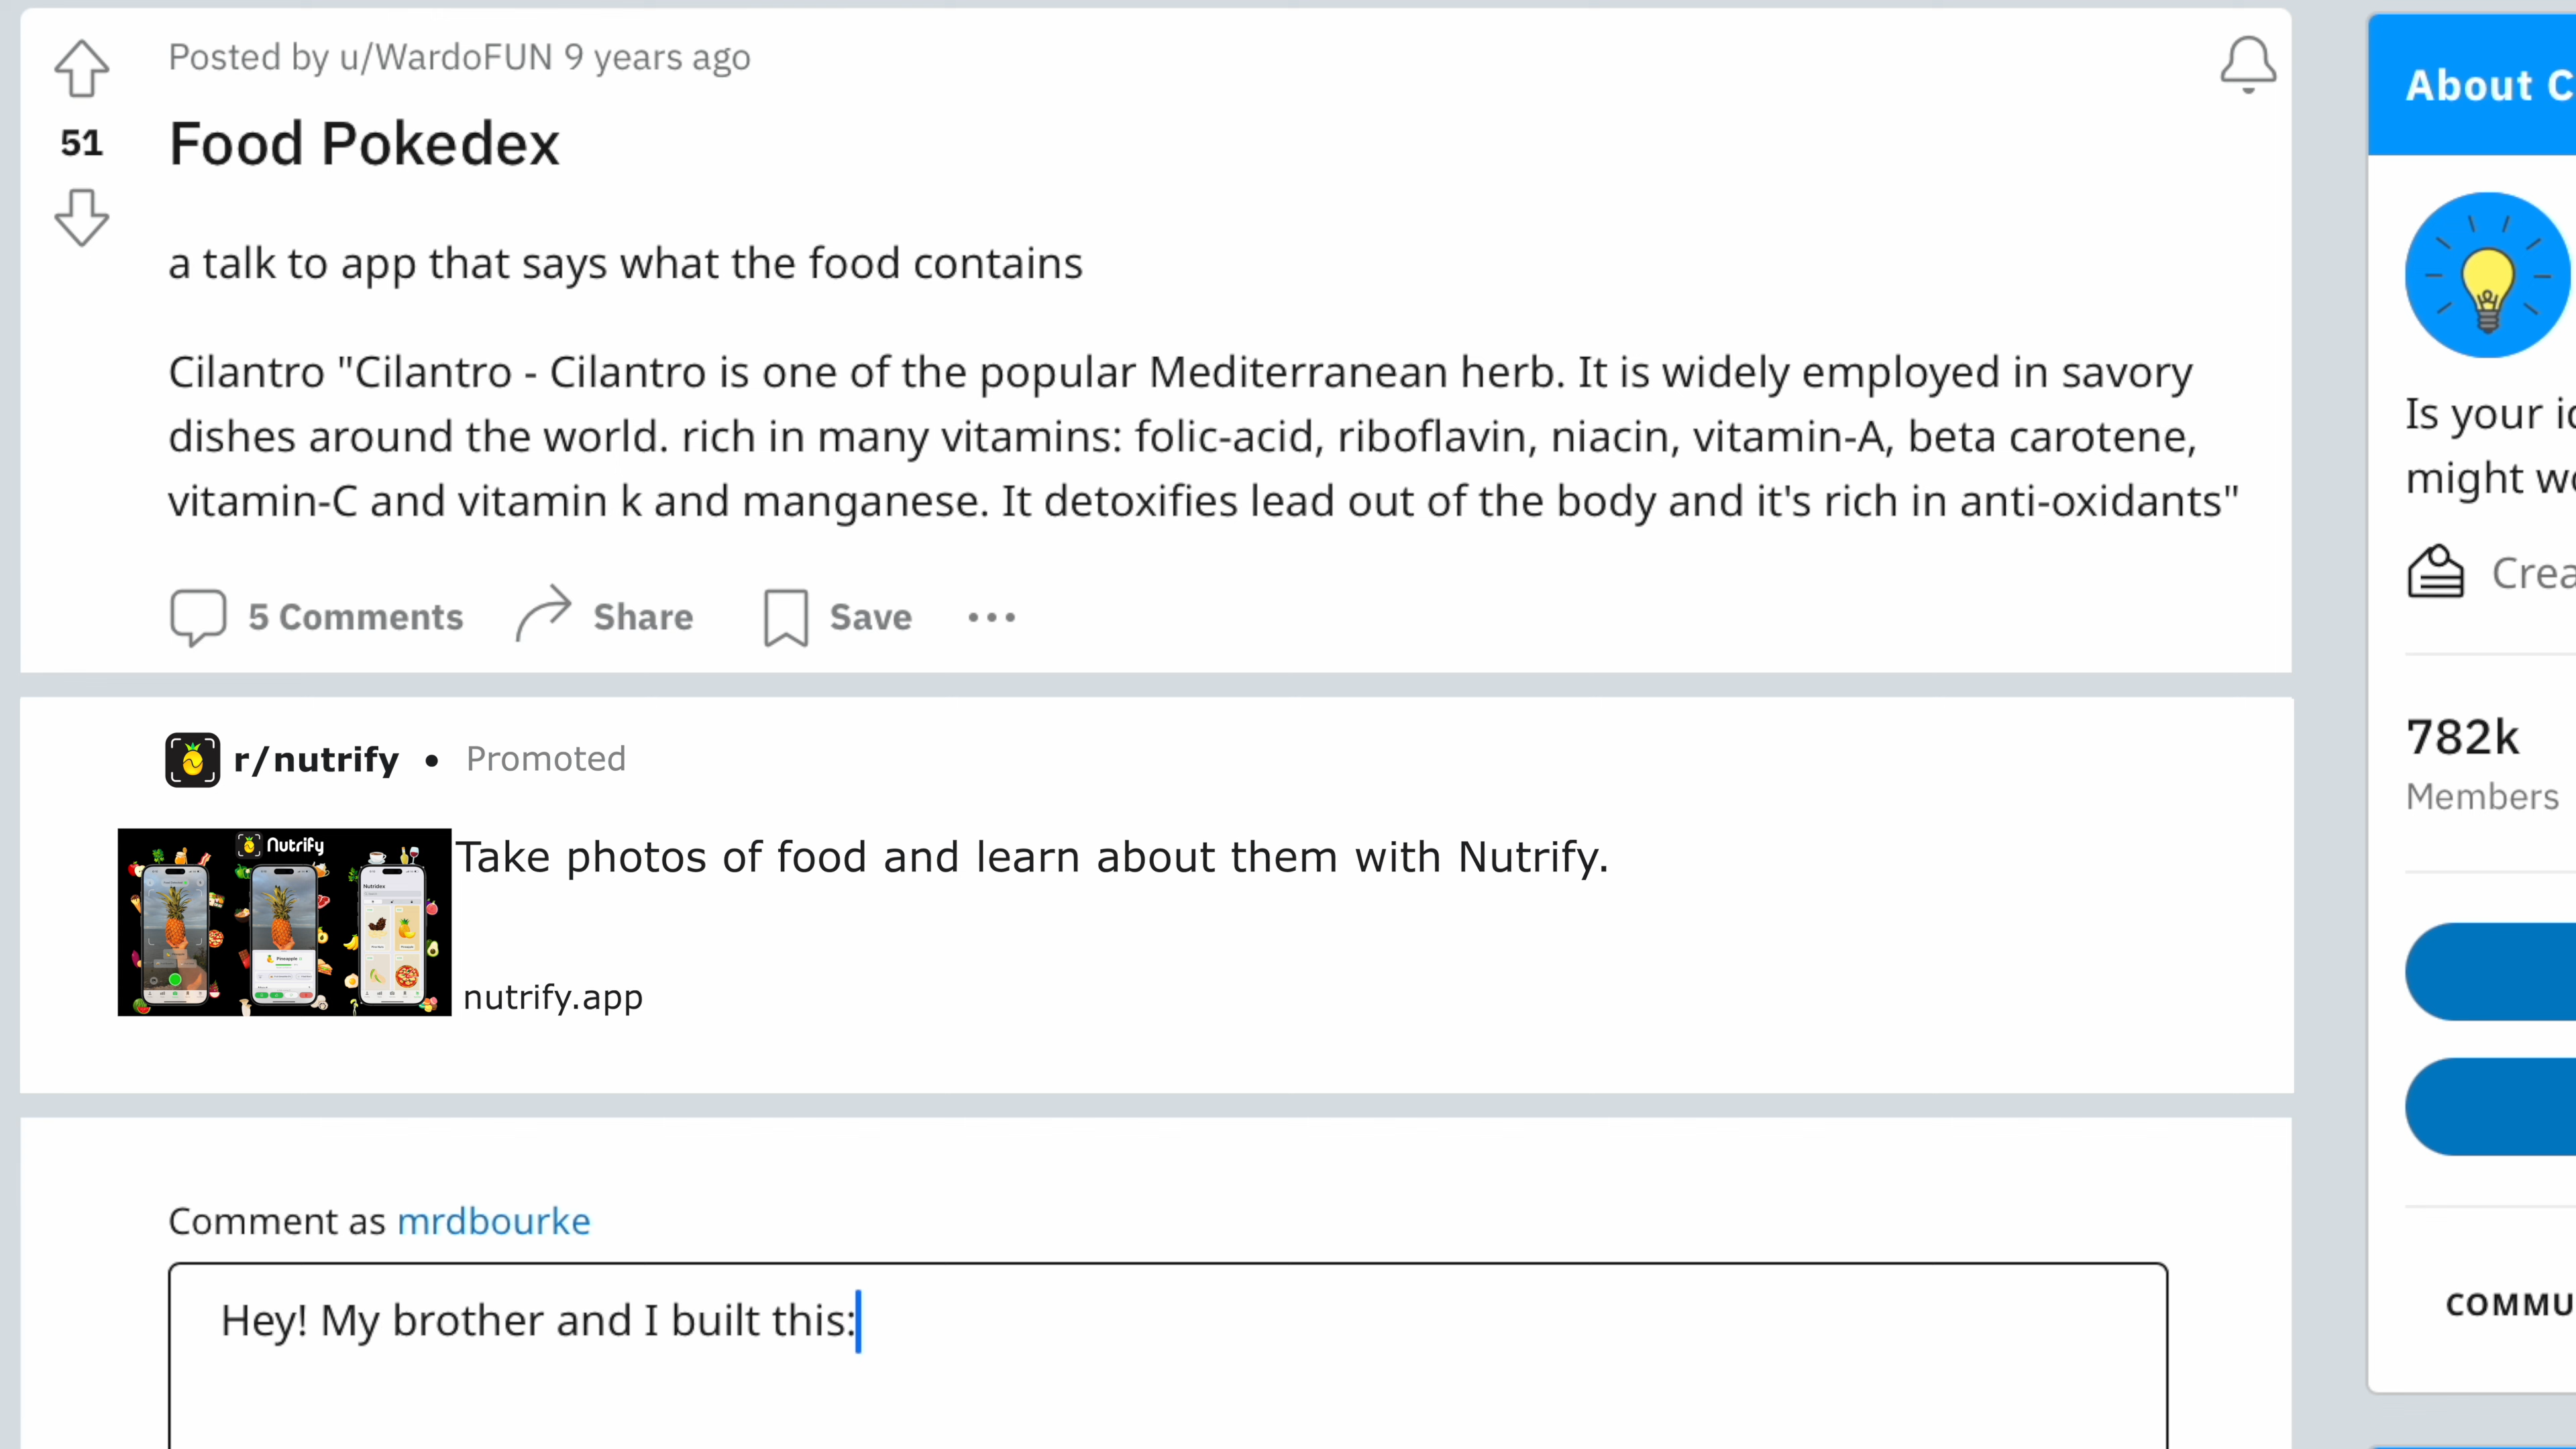 Posted by u/WardoFUN 9 years ago
51
Food Pokedex
a talk to app that says what the food contains
Cilantro "Cilantro - Cilantro is one of the popular Mediterranean herb. It is widely employed in savory
dishes around the world. rich in many vitamins: folic-acid, riboflavin, niacin, vitamin-A, beta carotene,
vitamin-C and vitamin k and manganese. It detoxifies lead out of the body and it's rich in anti-oxidants"
5 Comments
Share
Save
r/nutrify • Promoted
Nutrify
Nutridex
Pineapple
Take photos of food and learn about them with Nutrify.
nutrify.app
Comment as mrdbourke
Hey! My brother and I built this:
About C
Is your
might
Crea
782k
Members
COMMU